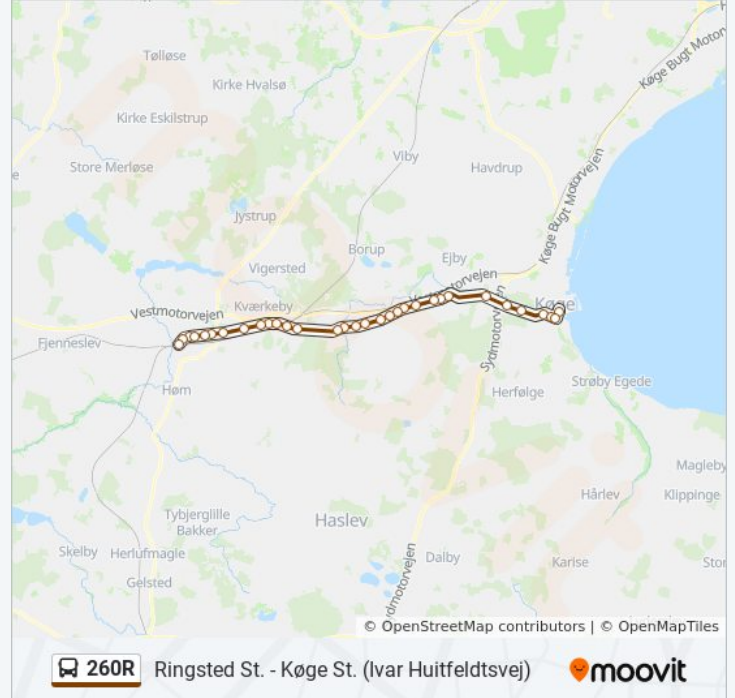 Tølløse
Kirke Hvalsø
Køge Bugt Motor
Kirke Eskilstrup
Store Merløse
Viby
Havdrup
Køge Bugt Motorvejen
Jystrup
Borup
Ejby
Vigersted
Vestmotorvejen
Kværkeby
Køge
Fjenneslev
Sydmotorvejen
Høm
Herfølge
Strøby Egede
Magleby
Hårlev
Klippinge
Tybjerglille
Bakker
Haslev
Skelby
Herlufmagle
Dalby
Karise
Stor
Gelsted
ydmotorvejen
© OpenStreetMap contributors | © OpenMapTiles
260R Ringsted St. - Køge St. (Ivar Huitfeldtsvej) moovit